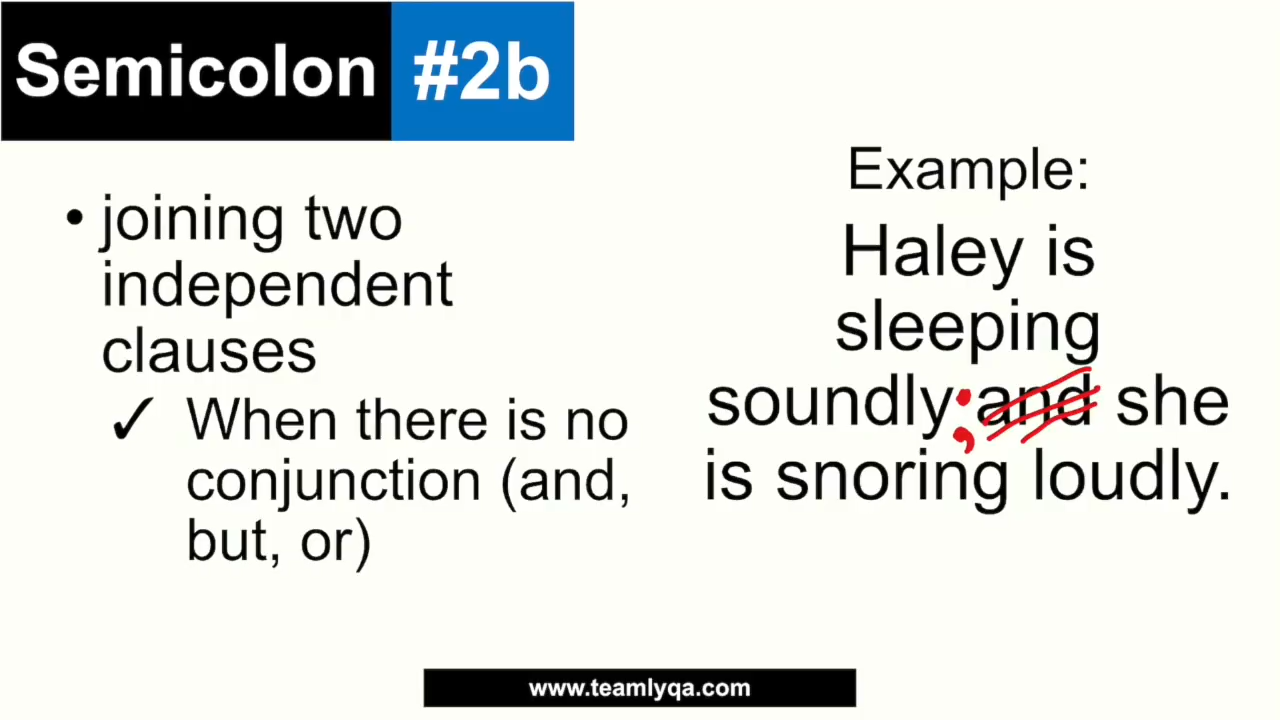 Semicolon #2b
• joining two
independent
clauses
✓ When there is no
conjunction (and,
but, or)
Example:
Haley is
sleeping
soundly; and she
is snoring loudly.
www.teamlyqa.com